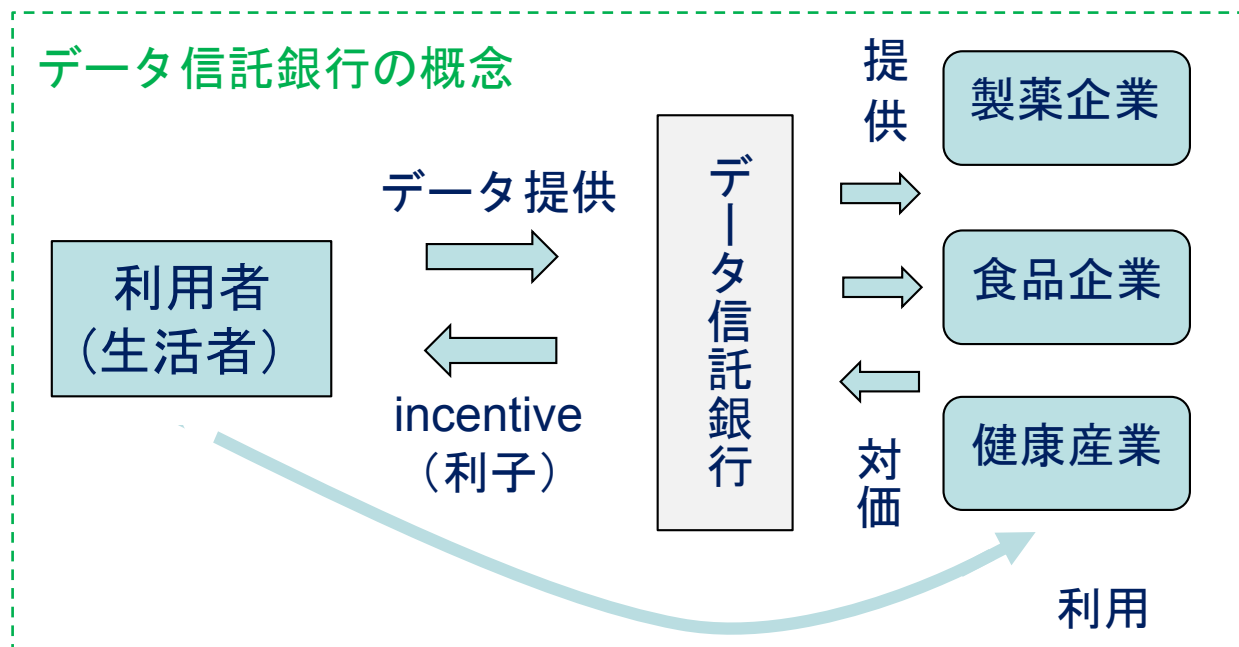 データ信託銀行の概念
利用者
（生活者）
データ提供
incentive
（利子）
データ信託銀行
提供
対価
製薬企業
食品企業
健康産業
利用